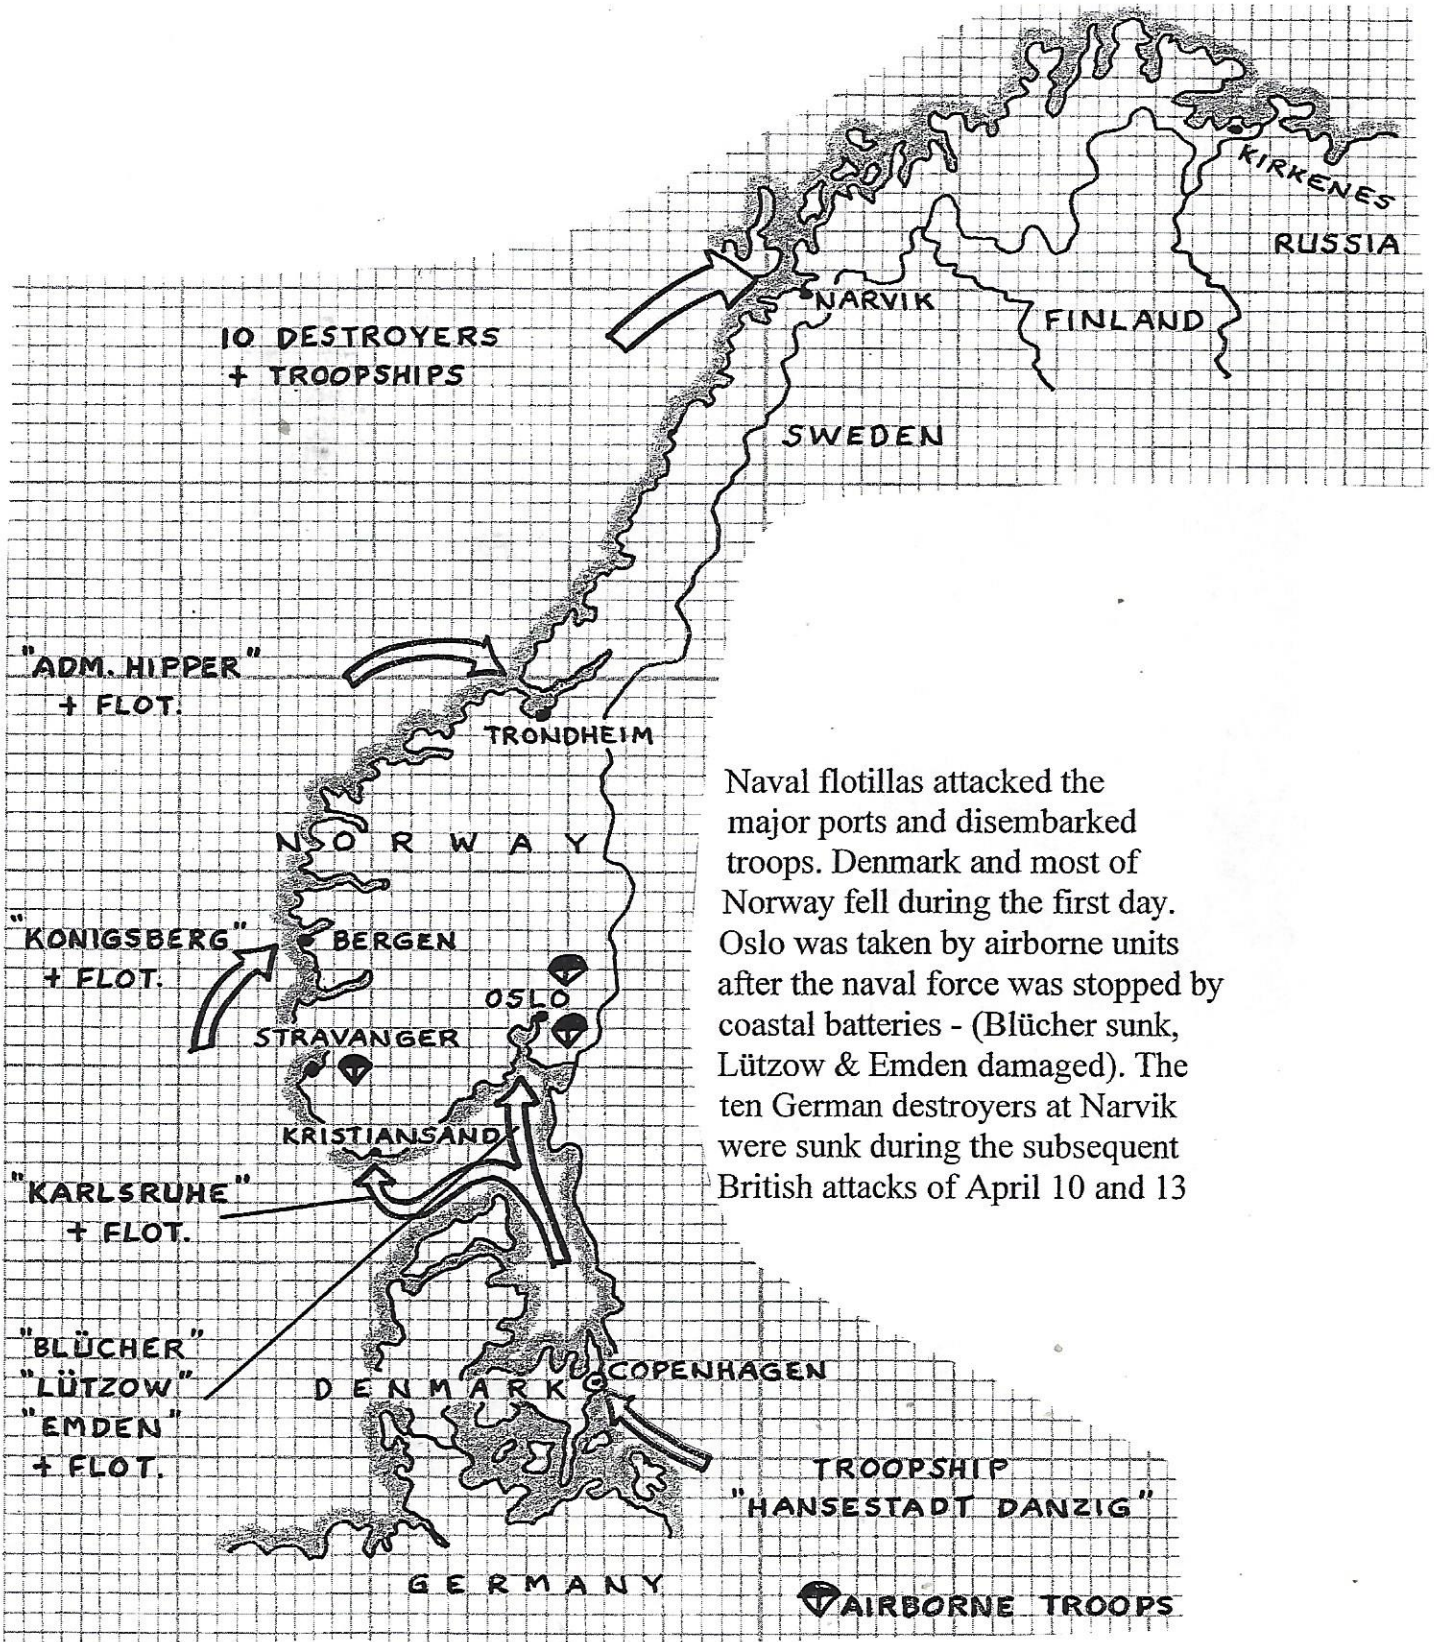 KIRKENES
RUSSIA
NARVIK
FINLAND
10 DESTROYERS
+ TROOPSHIPS
SWEDEN
"ADM. HIPPER"
+ FLOT.
TRONDHEIM
Naval flotillas attacked the
major ports and disembarked
troops. Denmark and most of
Norway fell during the first day.
Oslo was taken by airborne units
after the naval force was stopped by
coastal batteries - (Blücher sunk,
Lützow & Emden damaged). The
ten German destroyers at Narvik
were sunk during the subsequent
British attacks of April 10 and 13
NORWAY
"KONIGSBERG"
+ FLOT.
BERGEN
OSLO
STRAVANGER
KRISTIANSAND
"KARLSRUHE"
+ FLOT.
"BLÜCHER"
"LÜTZOW"
"EMDEN"
+ FLOT.
COPENHAGEN
DENMARK
TROOPSHIP
"HANSESTADT DANZIG"
GERMANY
AIRBORNE TROOPS